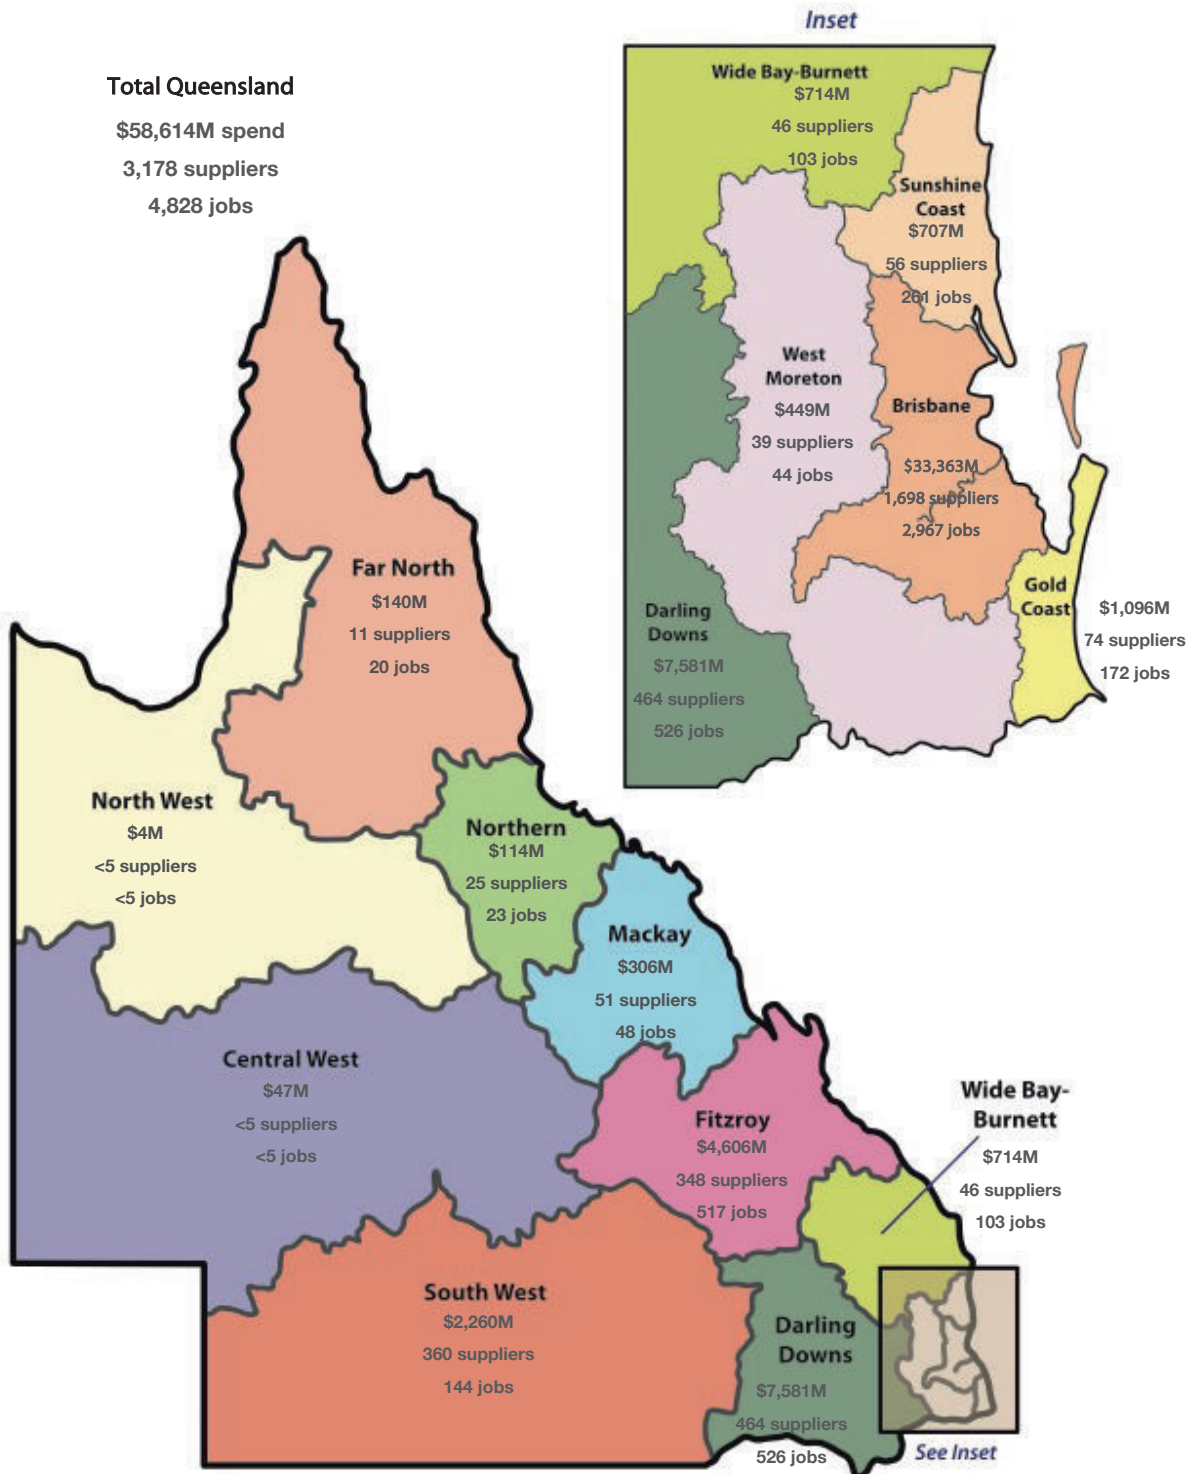 Inset
Total Queensland
$58,614M spend
3,178 suppliers
4,828 jobs
Wide Bay-Burnett
$714M
46 suppliers
103 jobs
Sunshine
Coast
$707M
56 suppliers
261 jobs
West
Moreton
$449M
39 suppliers
44 jobs
Brisbane
$33,363M
1,698 suppliers
2,967 jobs
Gold
Coast
$1,096M
74 suppliers
172 jobs
Darling
Downs
$7,581M
464 suppliers
526 jobs
Far North
$140M
11 suppliers
20 jobs
North West
$4M
<5 suppliers
<5 jobs
Northern
$114M
25 suppliers
23 jobs
Mackay
$306M
51 suppliers
48 jobs
Central West
$47M
<5 suppliers
<5 jobs
Fitzroy
$4,606M
348 suppliers
517 jobs
Wide Bay-
Burnett
$714M
46 suppliers
103 jobs
South West
$2,260M
360 suppliers
144 jobs
Darling
Downs
$7,581M
464 suppliers
526 jobs
See Inset